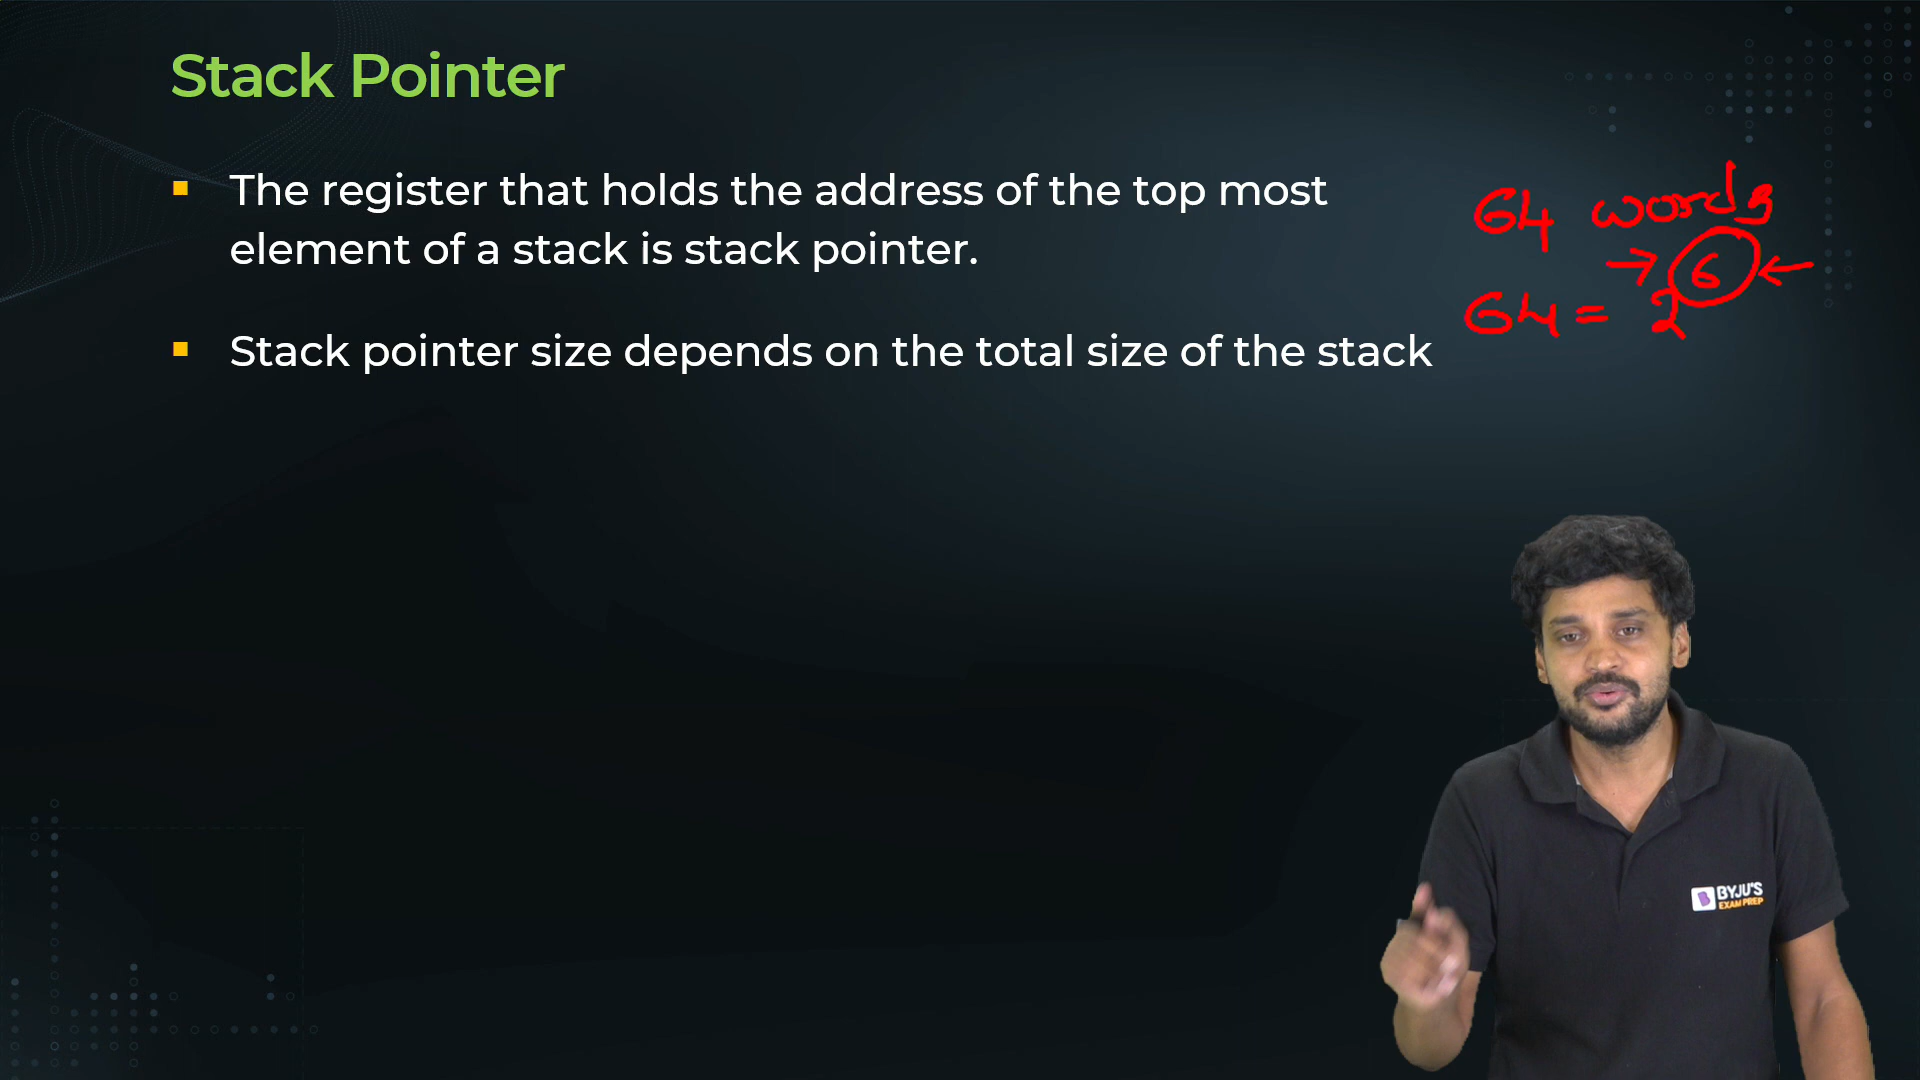 Stack Pointer
The register that holds the address of the top most
element of a stack is stack pointer.
Stack pointer size depends on the total size of the stack
64 words
64 = 2 6
BYJU'S
EXAM PREP